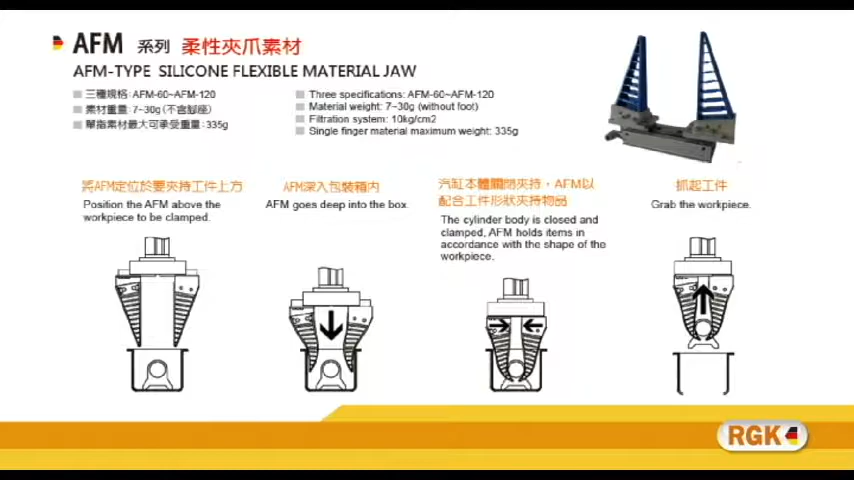 AFM 系列 柔性夾爪素材
AFM-TYPE SILICONE FLEXIBLE MATERIAL JAW
三種規格: AFM-60~AFM-120
素材重量: 7~30g (不含腳座)
單指素材最大可承受重量: 335g
Three specifications: AFM-60~AFM-120
Material weight: 7~30g (without foot)
Filtration system: 10kg/cm2
Single finger material maximum weight: 335g
將AFM定位於要夾持工件上方
Position the AFM above the
workpiece to be clamped.
AFM深入包裝箱內
AFM goes deep into the box.
汽缸本體關閉夾持，AFM以
配合工件形狀夾持物品
The cylinder body is closed and
clamped, AFM holds items in
accordance with the shape of the
workpiece.
抓起工件
Grab the workpiece.
RGK